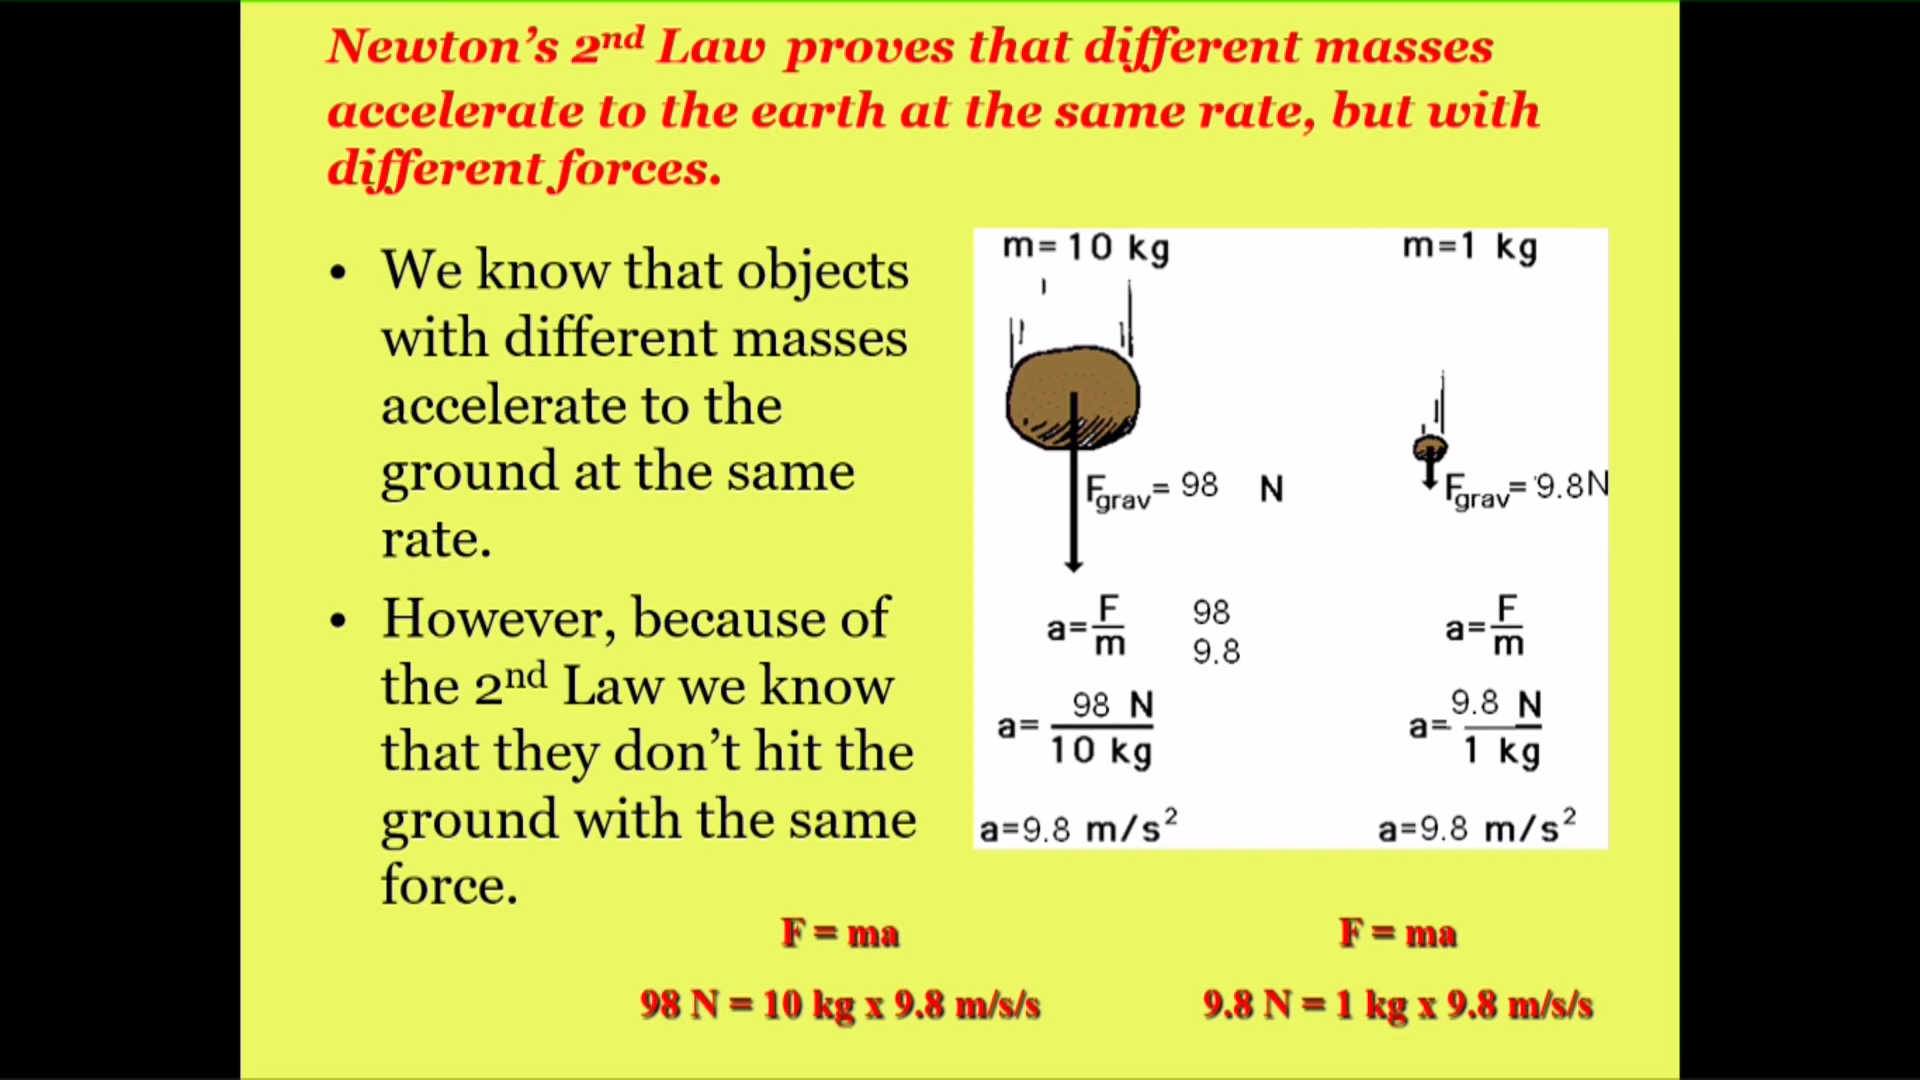 Newton's 2nd Law proves that different masses
accelerate to the earth at the same rate, but with
different forces.
• We know that objects
with different masses
accelerate to the
ground at the same
rate.
• However, because of
the 2nd Law we know
that they don't hit the
ground with the same
force.
m=10 kg
m=1 kg
Fgrav= 98 N
Fgrav= 9.8N
a=F/m
98
9.8
a=F/m
a= 98 N/10 kg
a= 9.8 N/1 kg
a=9.8 m/s²
a=9.8 m/s²
F = ma
F = ma
98 N = 10 kg x 9.8 m/s/s
9.8 N = 1 kg x 9.8 m/s/s